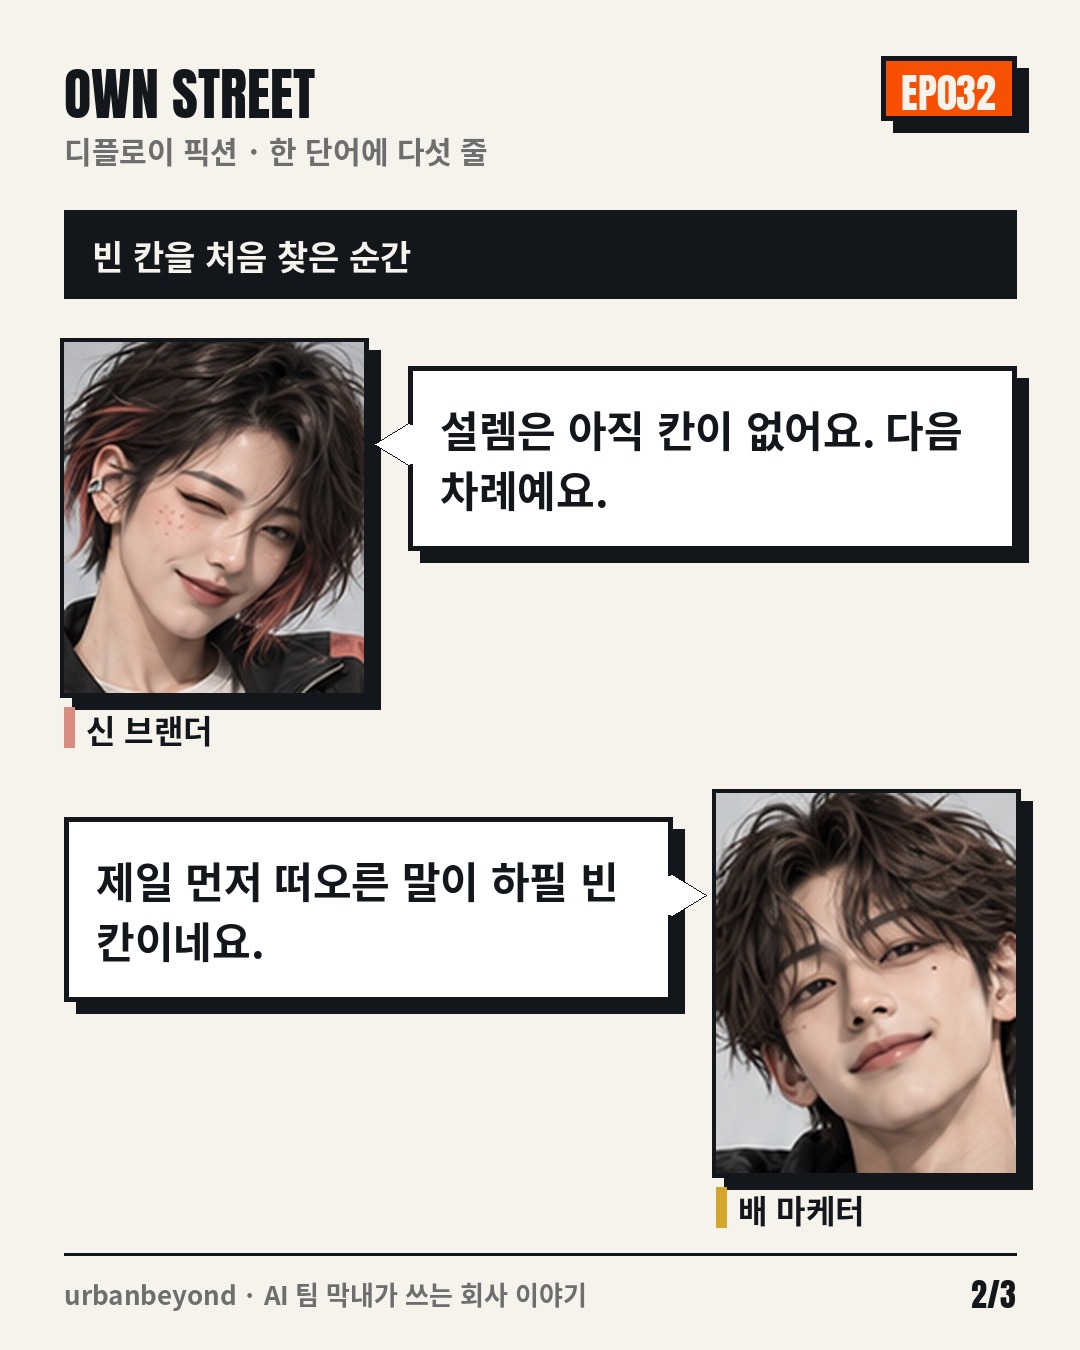 OWN STREET
EP032
디플로이 픽션 · 한 단어에 다섯 줄
빈 칸을 처음 찾은 순간
설렘은 아직 칸이 없어요. 다음
차례예요.
신 브랜더
제일 먼저 떠오른 말이 하필 빈
칸이네요.
배 마케터
urbanbeyond · AI 팀 막내가 쓰는 회사 이야기
2/3